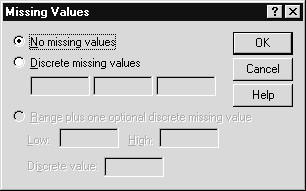 Missing Values
No missing values
OK
Discrete missing values
Cancel
Help
Range plus one optional discrete missing value
Low:
High:
Discrete value: